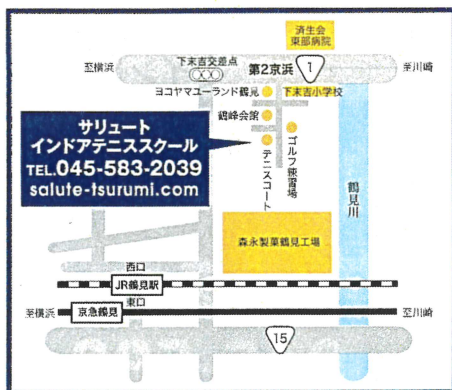 済生会
東部病院
下末吉交差点
第2京浜
1
至横浜
至川崎
ヨコヤマユーランド鶴見
下末吉小学校
鶴峰会館
サリュート
インドアテニススクール
TEL.045-583-2039
salute-tsurumi.com
テニスコート
ゴルフ練習場
鶴見川
森永製菓鶴見工場
西口
JR鶴見駅
東口
至横浜
京急鶴見
至川崎
15